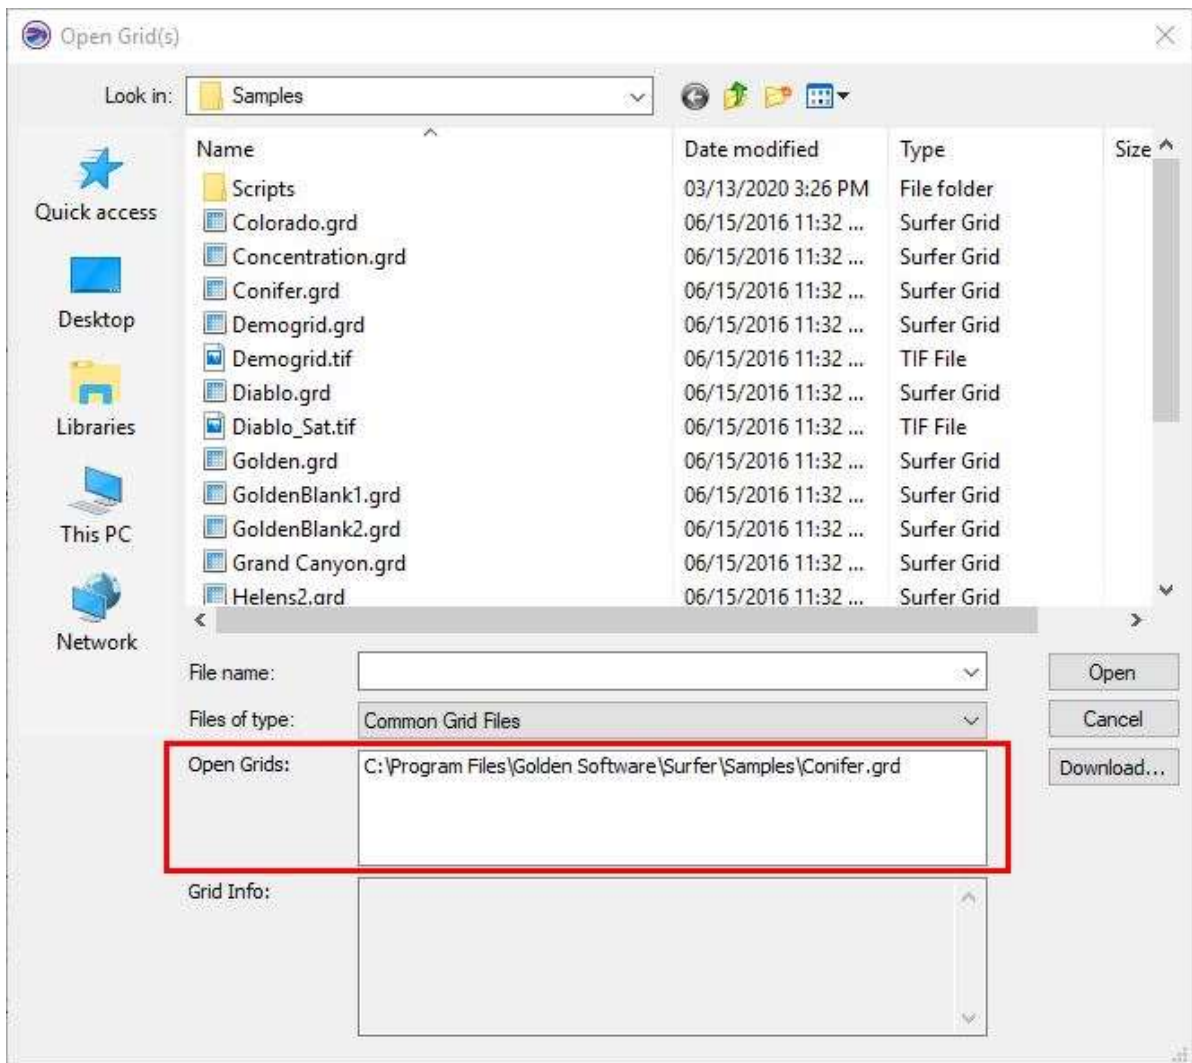 Open Grid(s)
Look in: Samples
Name Date modified Type Size
Scripts 03/13/2020 3:26 PM File folder
Colorado.grd 06/15/2016 11:32 ... Surfer Grid
Concentration.grd 06/15/2016 11:32 ... Surfer Grid
Conifer.grd 06/15/2016 11:32 ... Surfer Grid
Demogrid.grd 06/15/2016 11:32 ... Surfer Grid
Demogrid.tif 06/15/2016 11:32 ... TIF File
Diablo.grd 06/15/2016 11:32 ... Surfer Grid
Diablo_Sat.tif 06/15/2016 11:32 ... TIF File
Golden.grd 06/15/2016 11:32 ... Surfer Grid
GoldenBlank1.grd 06/15/2016 11:32 ... Surfer Grid
GoldenBlank2.grd 06/15/2016 11:32 ... Surfer Grid
Grand Canyon.grd 06/15/2016 11:32 ... Surfer Grid
Helens2.grd 06/15/2016 11:32 ... Surfer Grid
Quick access
Desktop
Libraries
This PC
Network
File name: Open
Files of type: Common Grid Files Cancel
Open Grids: C:\Program Files\Golden Software\Surfer\Samples\Conifer.grd Download...
Grid Info: